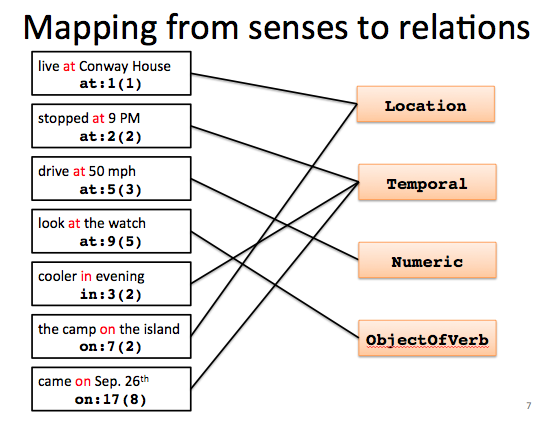 Mapping from senses to relations
live at Conway House
at:1(1)
stopped at 9 PM
at:2(2)
drive at 50 mph
at:5(3)
look at the watch
at:9(5)
cooler in evening
in:3(2)
the camp on the island
on:7(2)
came on Sep. 26th
on:17(8)
Location
Temporal
Numeric
ObjectOfVerb
7